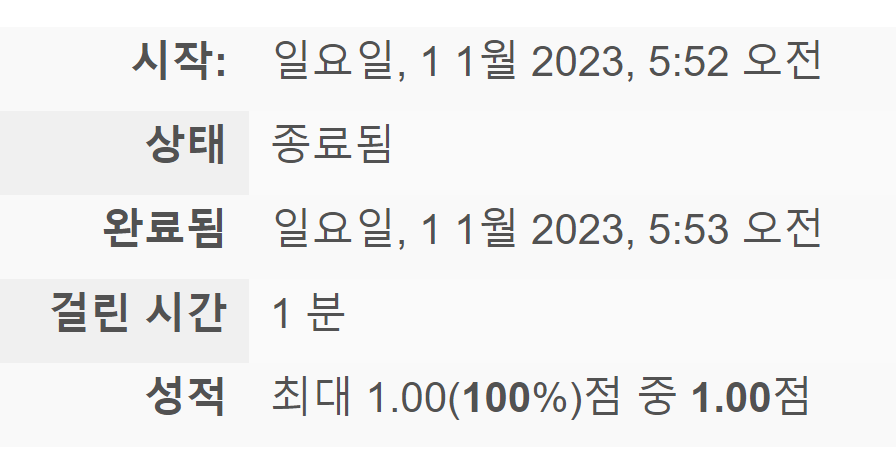 시작: 일요일, 1 1월 2023, 5:52 오전
상태 종료됨
완료됨 일요일, 1 1월 2023, 5:53 오전
걸린 시간 1 분
성적 최대 1.00(100%)점 중 1.00점